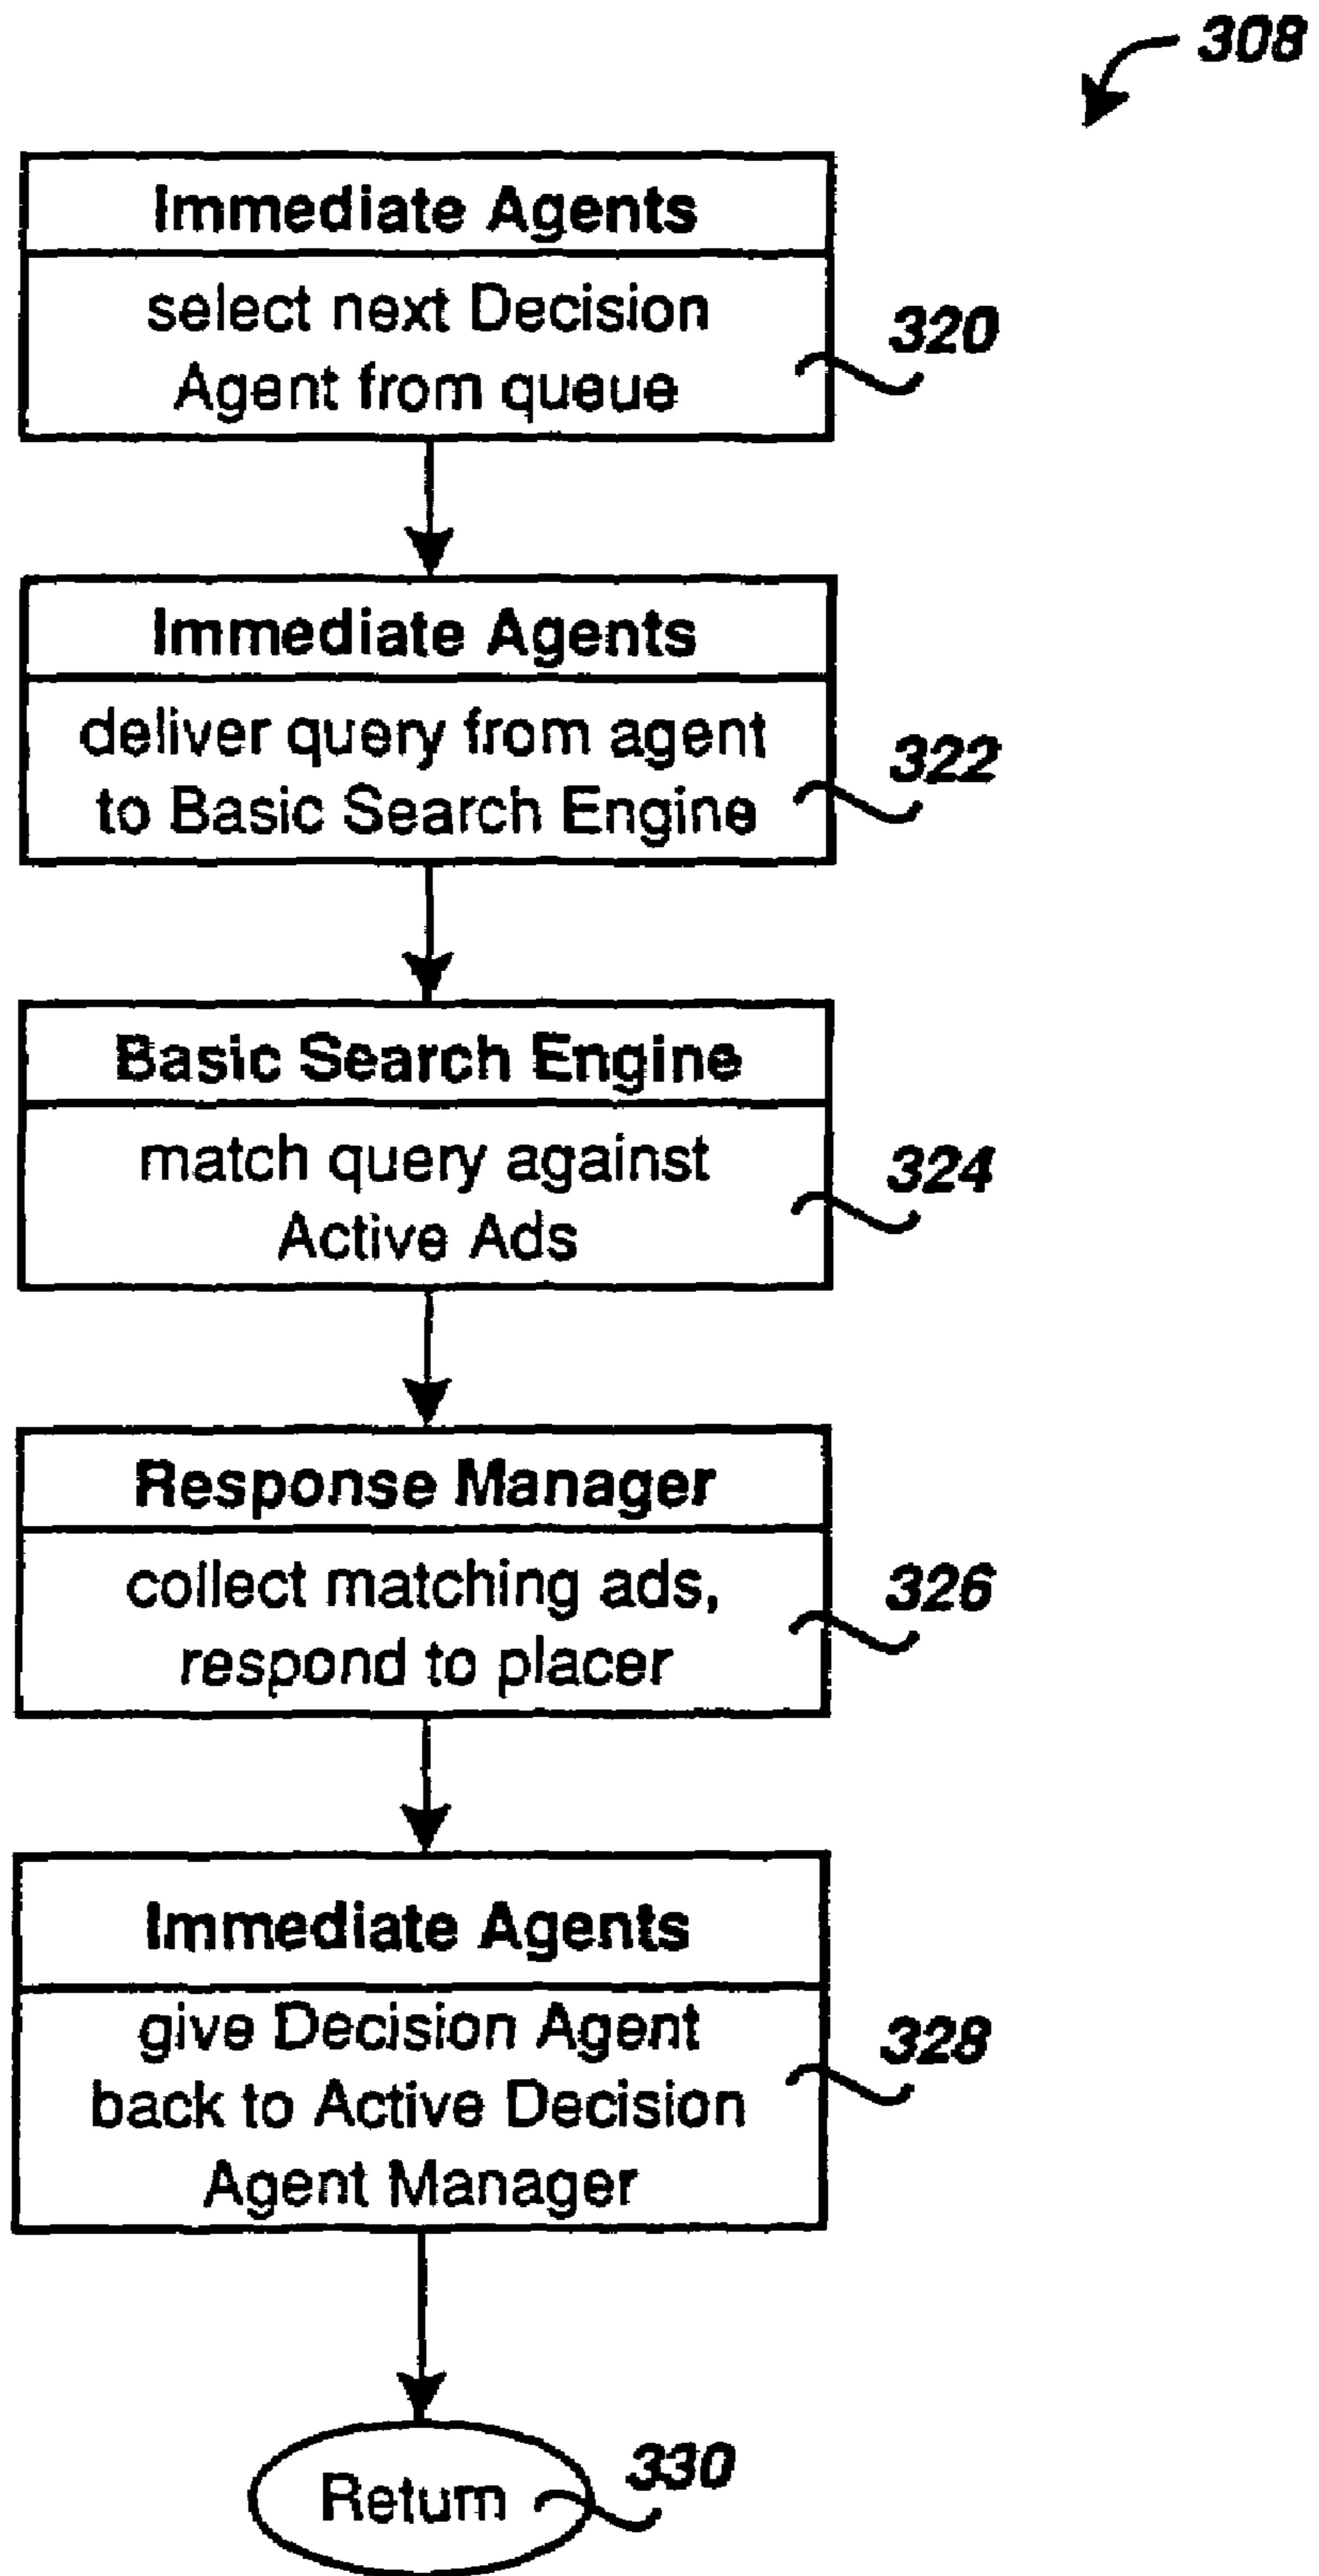 308
Immediate Agents
select next Decision
Agent from queue
320
Immediate Agents
deliver query from agent
to Basic Search Engine
322
Basic Search Engine
match query against
Active Ads
324
Response Manager
collect matching ads,
respond to placer
326
Immediate Agents
give Decision Agent
back to Active Decision
Agent Manager
328
Return
330